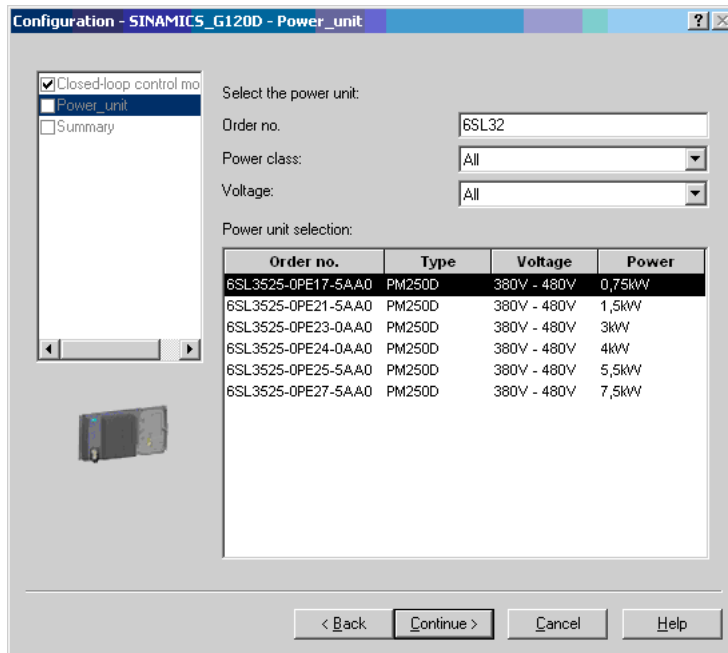 Configuration - SINAMICS_G120D - Power_unit
Closed-loop control mo
Power_unit
Summary
Select the power unit:
Order no. 6SL32
Power class: All
Voltage: All
Power unit selection:
Order no. Type Voltage Power
6SL3525-0PE17-5AA0 PM250D 380V - 480V 0,75kW
6SL3525-0PE21-5AA0 PM250D 380V - 480V 1,5kW
6SL3525-0PE23-0AA0 PM250D 380V - 480V 3kW
6SL3525-0PE24-0AA0 PM250D 380V - 480V 4kW
6SL3525-0PE25-5AA0 PM250D 380V - 480V 5,5kW
6SL3525-0PE27-5AA0 PM250D 380V - 480V 7,5kW
< Back Continue > Cancel Help